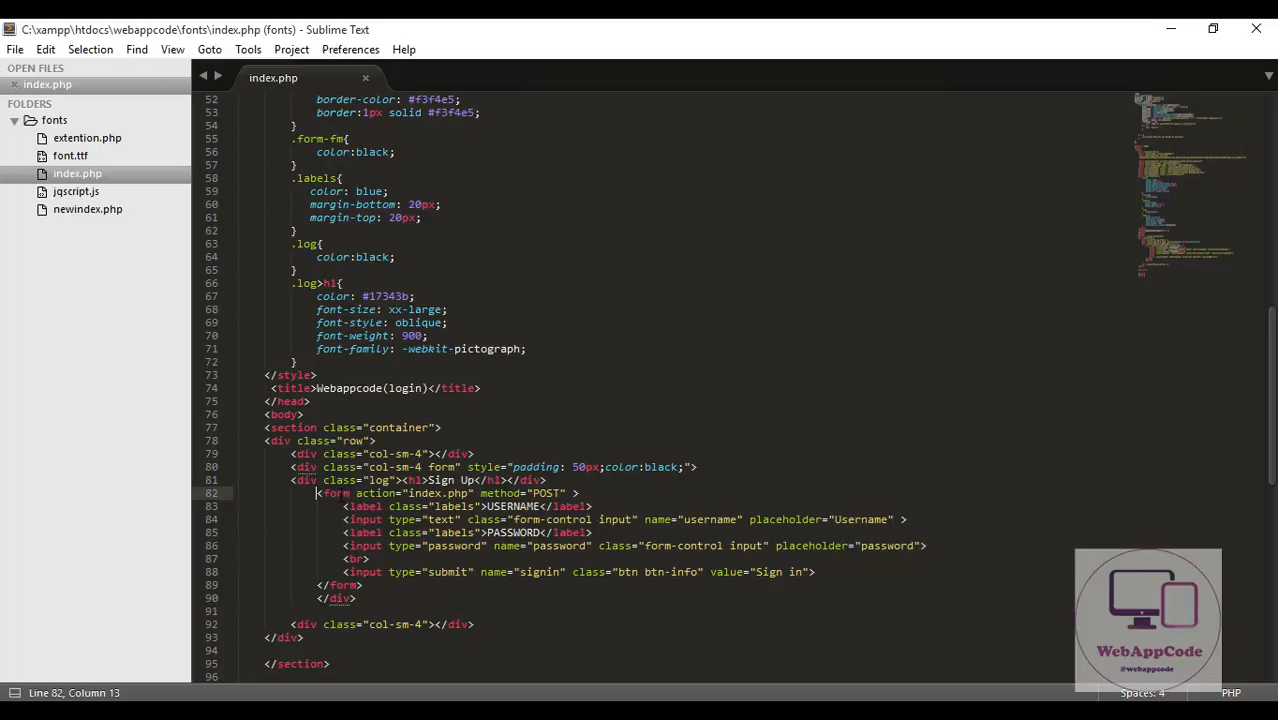 C:\xampp\htdocs\webappcode\fonts\index.php (fonts) - Sublime Text
File Edit Selection Find View Goto Tools Project Preferences Help
OPEN FILES
index.php
FOLDERS
fonts
extention.php
font.ttf
index.php
jqscript.js
newindex.php
index.php
52 border-color: #f3f4e5;
53 border:1px solid #f3f4e5;
54 }
55 .form-fm{
56 color:black;
57 }
58 .labels{
59 color: blue;
60 margin-bottom: 20px;
61 margin-top: 20px;
62 }
63 .log{
64 color:black;
65 }
66 .log>h1{
67 color: #17343b;
68 font-size: xx-large;
69 font-style: oblique;
70 font-weight: 900;
71 font-family: -webkit-pictograph;
72 }
73 </style>
74 <title>Webappcode(login)</title>
75 </head>
76 <body>
77 <section class="container">
78 <div class="row">
79 <div class="col-sm-4"></div>
80 <div class="col-sm-4 form" style="padding: 50px;color:black;">
81 <div class="log"><h1>Sign Up</h1></div>
82 <form action="index.php" method="POST" >
83 <label class="labels">USERNAME</label>
84 <input type="text" class="form-control input" name="username" placeholder="Username" >
85 <label class="labels">PASSWORD</label>
86 <input type="password" name="password" class="form-control input" placeholder="password">
87 <br>
88 <input type="submit" name="signin" class="btn btn-info" value="Sign in">
89 </form>
90 </div>
91
92 <div class="col-sm-4"></div>
93 </div>
94
95 </section>
96
WebAppCode
@webappcode
Line 82, Column 13
Spaces: 4
PHP